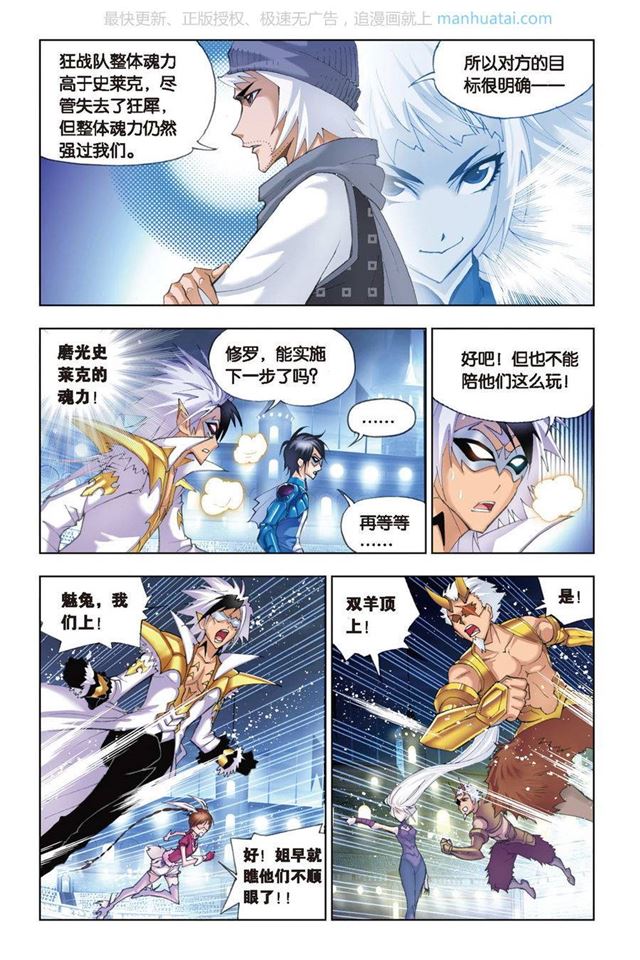 最快更新、正版授权、极速无广告，追漫画就上 manhuatai.com
狂战队整体魂力
高于史莱克，尽
管失去了狂犀，
但整体魂力仍然
强过我们。
所以对方的目
标很明确——
磨光史
莱克的
魂力！
修罗，能实施
下一步了吗？
……
再等等
……
好吧！但也不能
陪他们这么玩！
魅兔，我
们上！
好！姐早就
瞧他们不顺
眼了！！
双羊顶
上！
是！